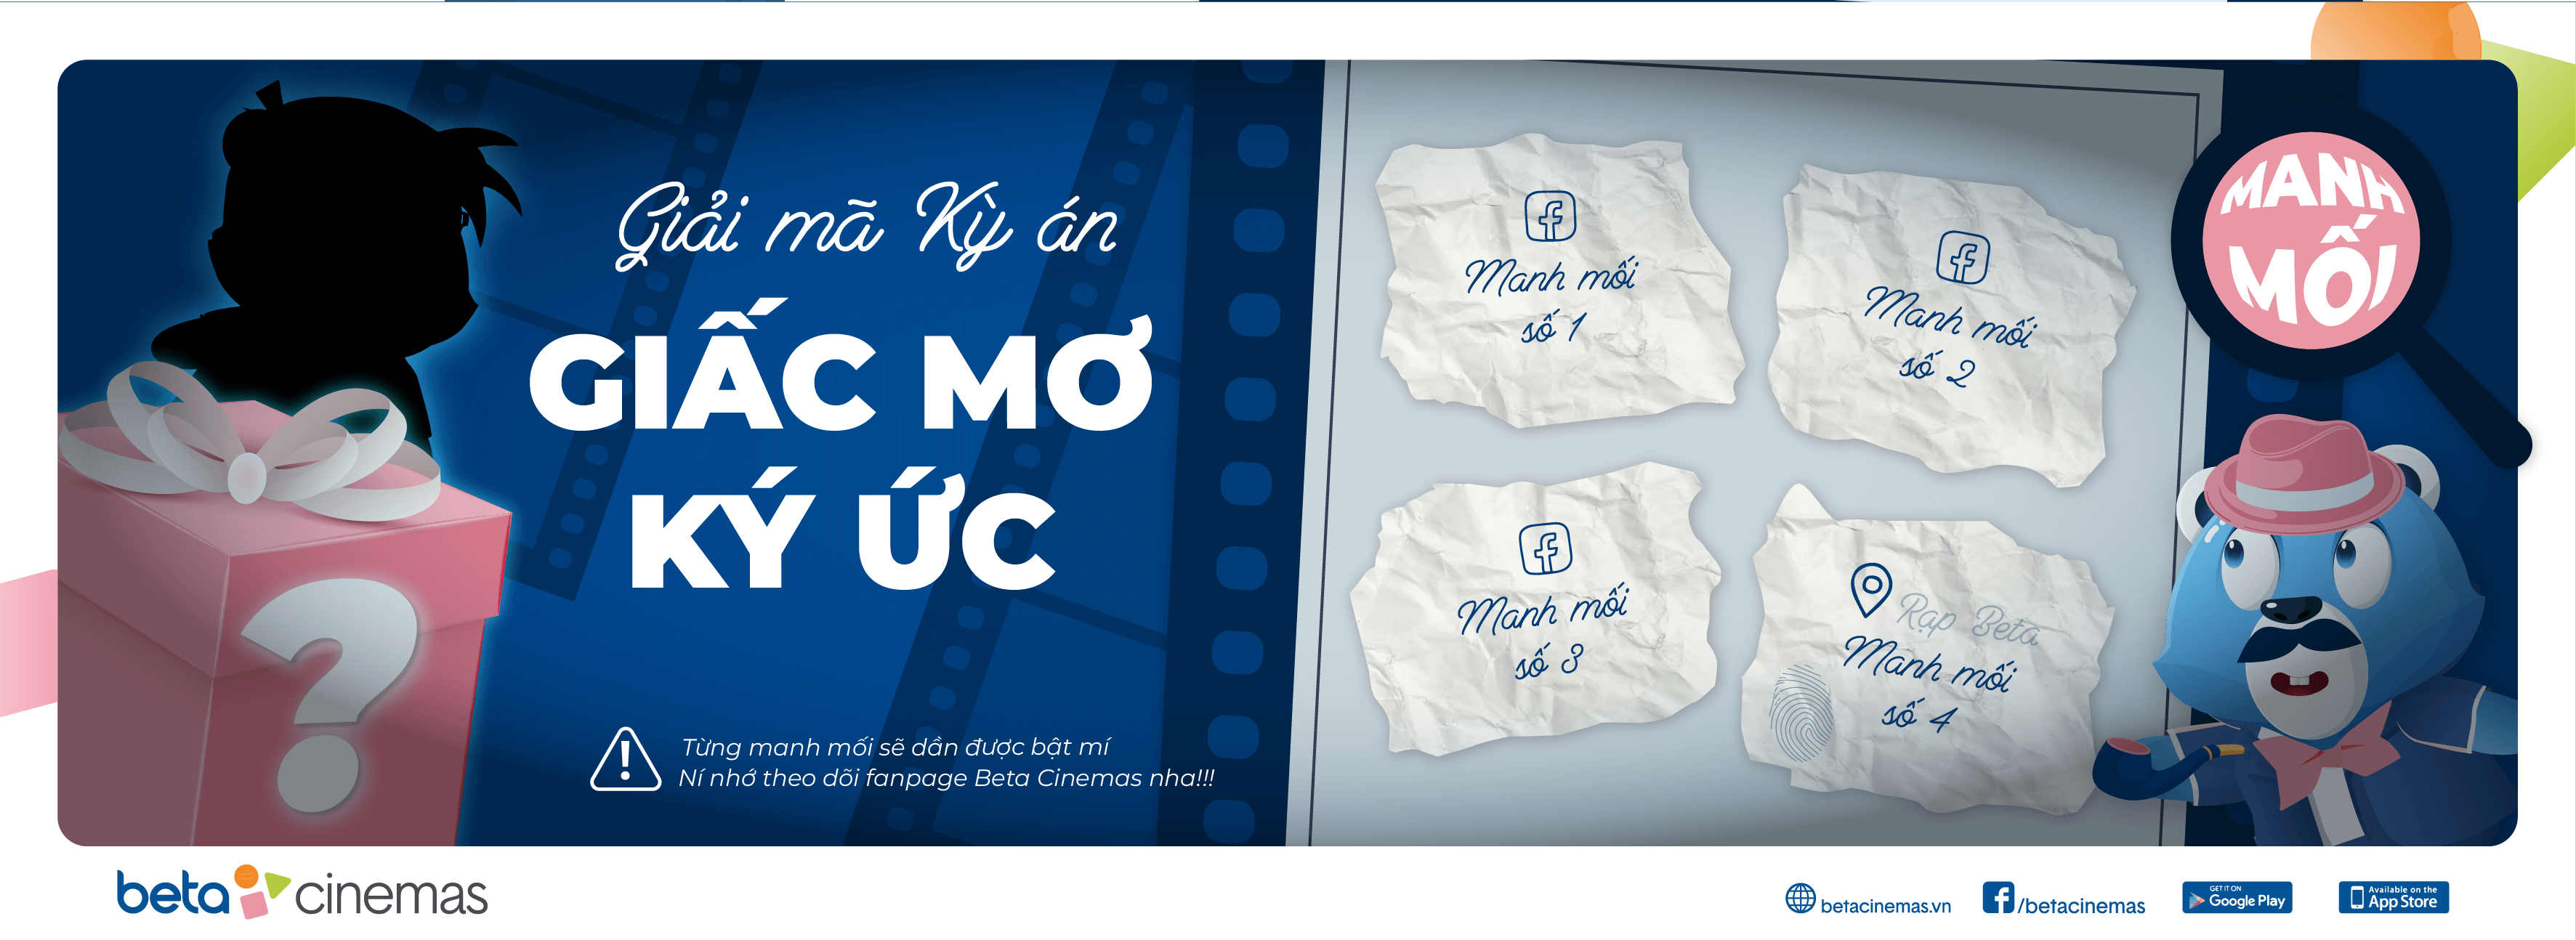 Giải mã Kỳ án
GIẤC MƠ
KÝ ỨC
Từng manh mối sẽ dần được bật mí
Ní nhớ theo dõi fanpage Beta Cinemas nha!!!
Manh mối
số 1
Manh mối
số 2
Manh mối
số 3
Rạp Beta
Manh mối
số 4
MANH
MỐI
?
beta cinemas
betacinemas.vn
/betacinemas
GET IT ON
Google Play
Available on the
App Store